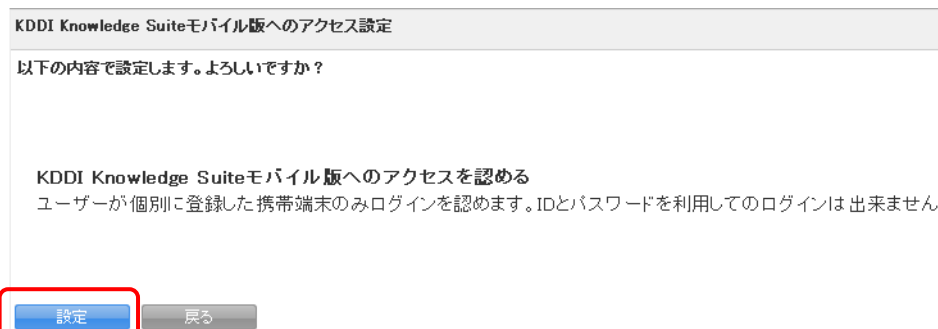 KDDI Knowledge Suiteモバイル版へのアクセス設定
以下の内容で設定します。よろしいですか？
KDDI Knowledge Suiteモバイル版へのアクセスを認める
ユーザーが個別に登録した携帯端末のみログインを認めます。IDとパスワードを利用してのログインは出来ません
設定 戻る